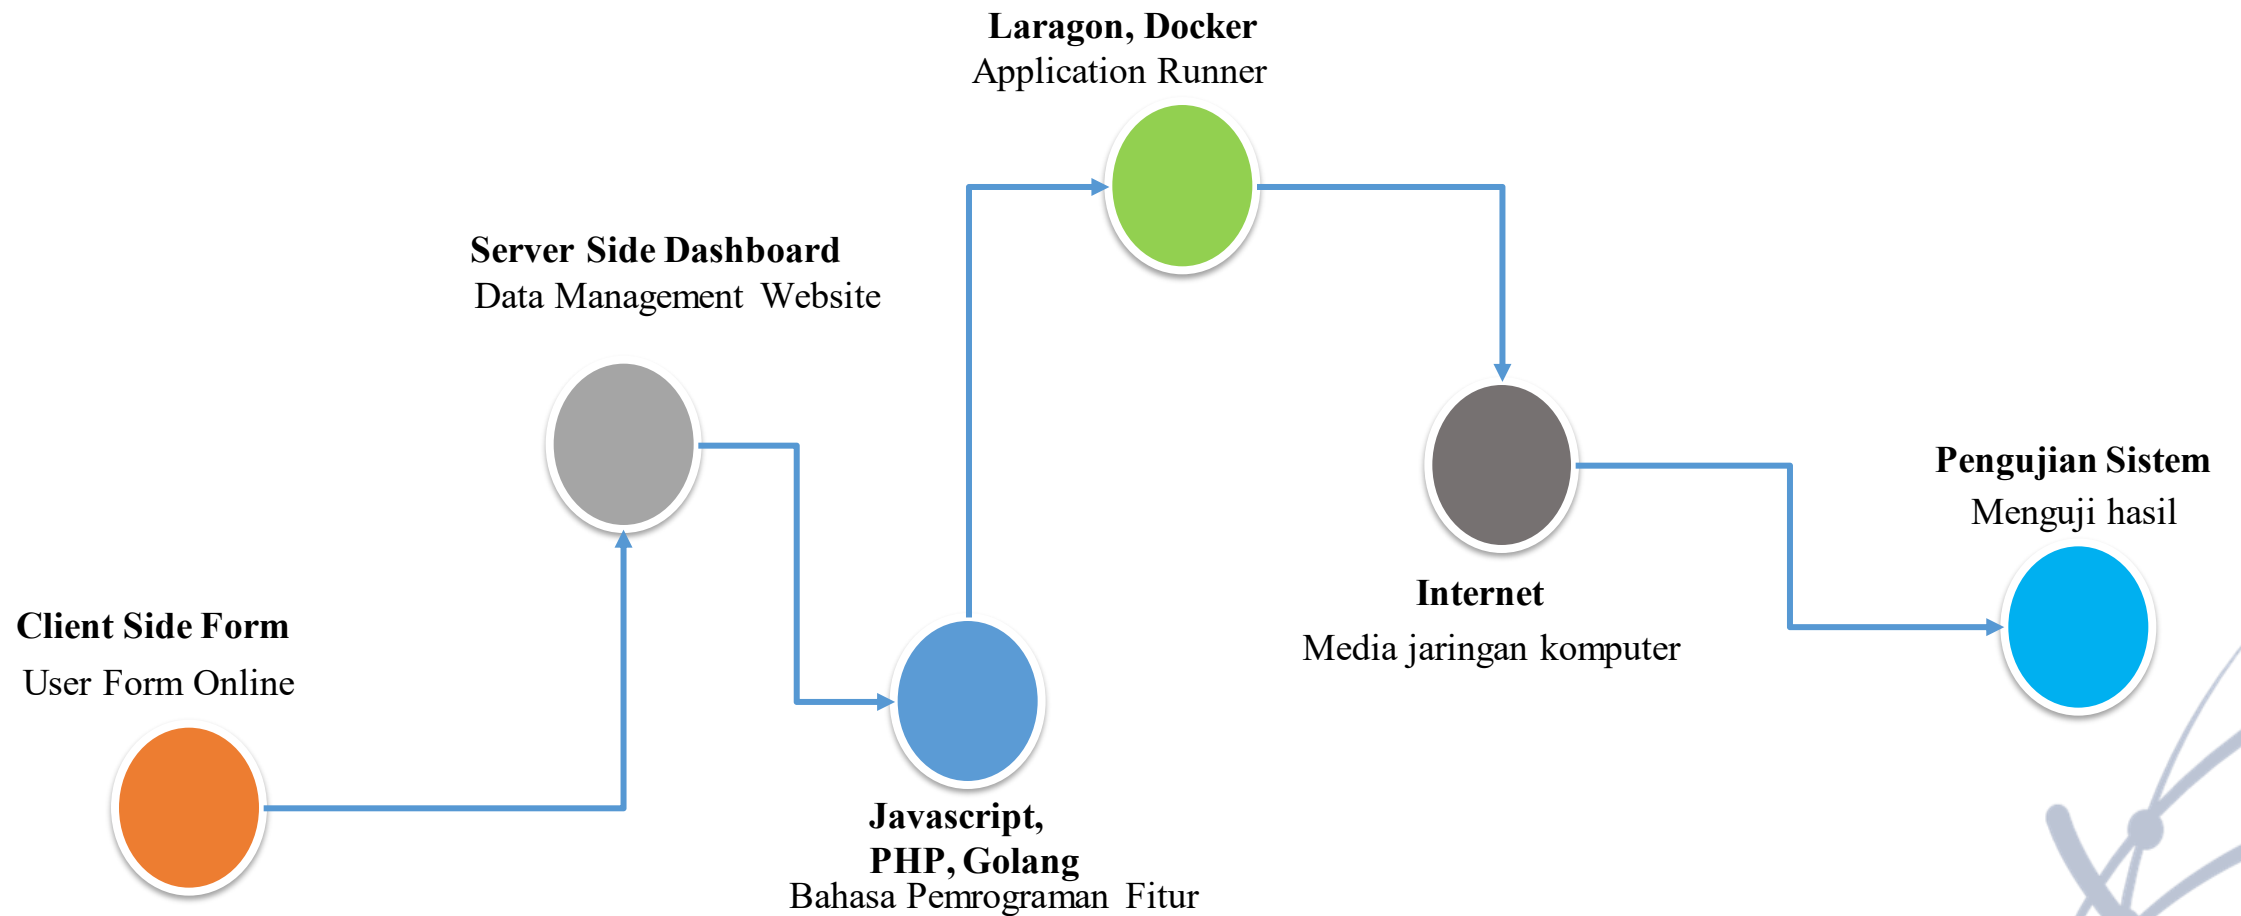 Laragon, Docker
Application Runner
Server Side Dashboard
Data Management Website
Client Side Form
User Form Online
Javascript,
PHP, Golang
Bahasa Pemrograman Fitur
Internet
Media jaringan komputer
Pengujian Sistem
Menguji hasil